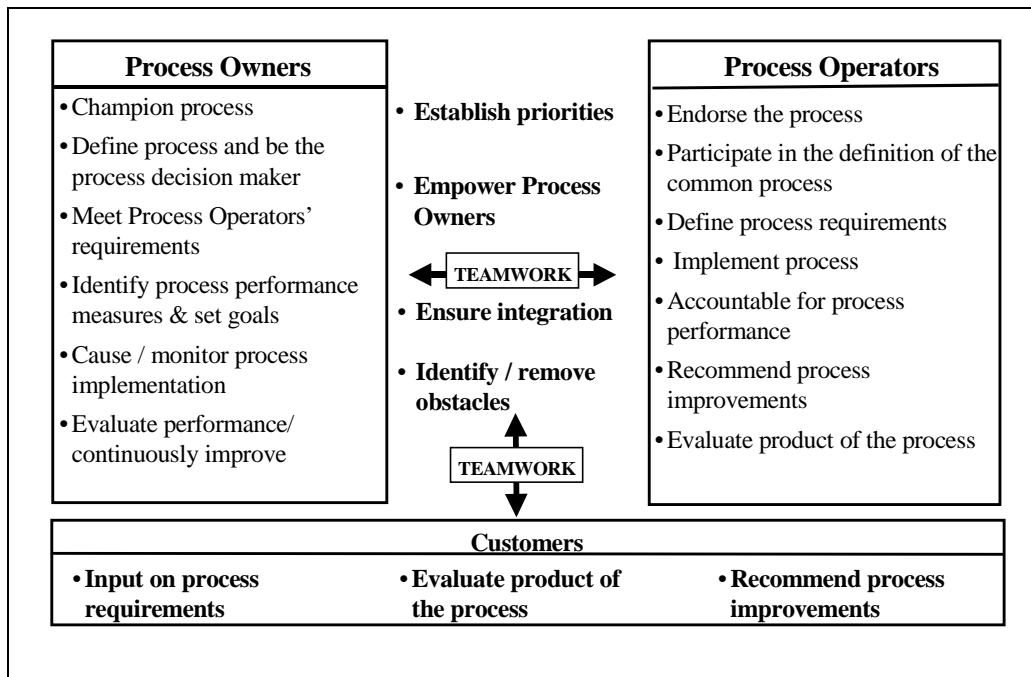 Process Owners
• Champion process
• Define process and be the
process decision maker
• Meet Process Operators’
requirements
• Identify process performance
measures & set goals
• Cause / monitor process
implementation
• Evaluate performance/
continuously improve
• Establish priorities
• Empower Process
Owners
TEAMWORK
• Ensure integration
• Identify / remove
obstacles
TEAMWORK
Process Operators
• Endorse the process
• Participate in the definition of the
common process
• Define process requirements
• Implement process
• Accountable for process
performance
• Recommend process
improvements
• Evaluate product of the process
Customers
• Input on process
requirements
• Evaluate product of
the process
• Recommend process
improvements